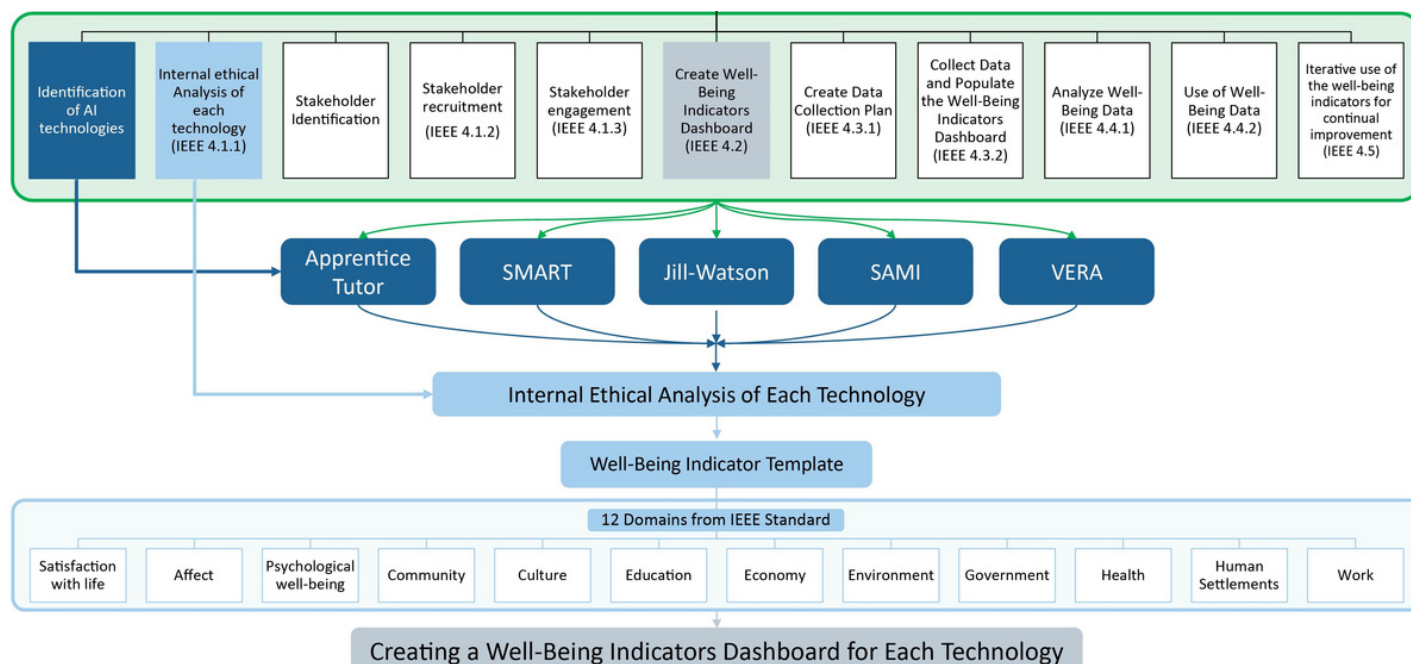 Identification
of AI
technologies
Internal ethical
Analysis of
each
technology
(IEEE 4.1.1)
Stakeholder
Identification
Stakeholder
recruitment
(IEEE 4.1.2)
Stakeholder
engagement
(IEEE 4.1.3)
Create Well-
Being
Indicators
Dashboard
(IEEE 4.2)
Create Data
Collection Plan
(IEEE 4.3.1)
Collect Data
and Populate
the Well-Being
Indicators
Dashboard
(IEEE 4.3.2)
Analyze Well-
Being Data
(IEEE 4.4.1)
Use of Well-
Being Data
(IEEE 4.4.2)
Iterative use of
the well-being
indicators for
continual
improvement
(IEEE 4.5)
Apprentice
Tutor
SMART
Jill-Watson
SAMI
VERA
Internal Ethical Analysis of Each Technology
Well-Being Indicator Template
12 Domains from IEEE Standard
Satisfaction
with life
Affect
Psychological
well-being
Community
Culture
Education
Economy
Environment
Government
Health
Human
Settlements
Work
Creating a Well-Being Indicators Dashboard for Each Technology